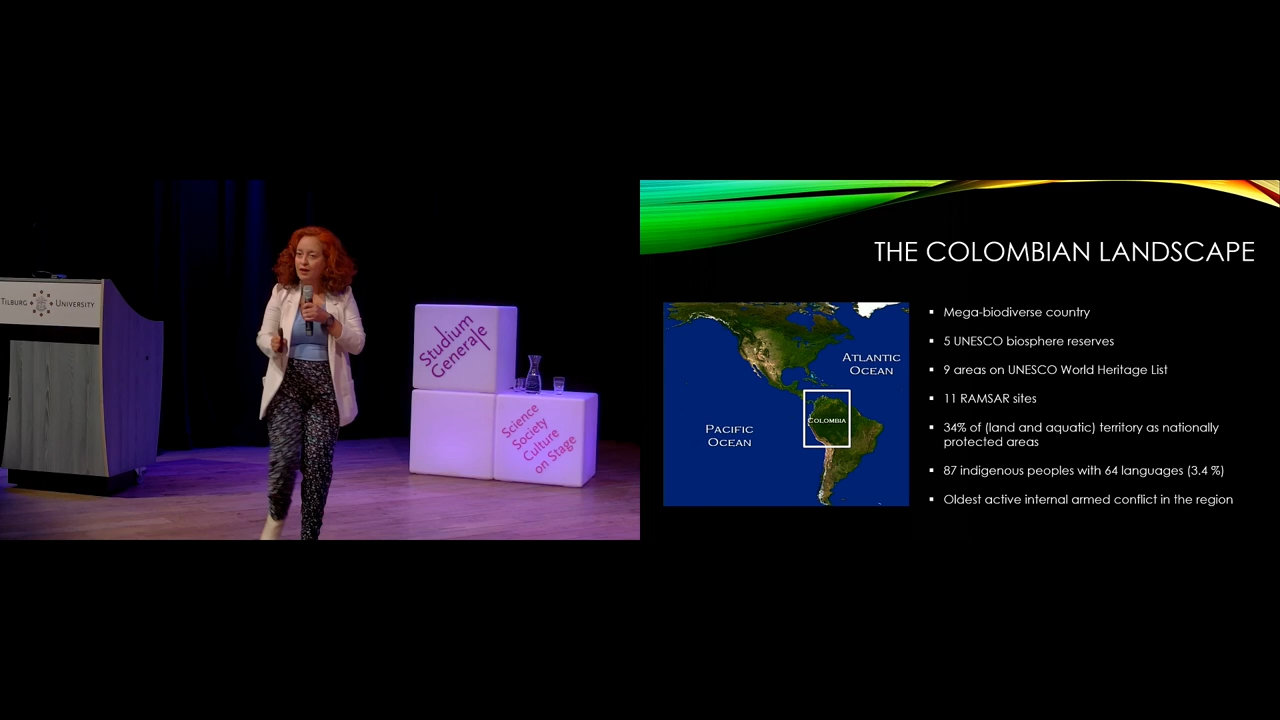 TILBURG UNIVERSITY
Studium
Generale
Science
Society
Culture
on Stage
THE COLOMBIAN LANDSCAPE
ATLANTIC
OCEAN
COLOMBIA
PACIFIC
OCEAN
▪ Mega-biodiverse country
▪ 5 UNESCO biosphere reserves
▪ 9 areas on UNESCO World Heritage List
▪ 11 RAMSAR sites
▪ 34% of (land and aquatic) territory as nationally
protected areas
▪ 87 indigenous peoples with 64 languages (3.4 %)
▪ Oldest active internal armed conflict in the region